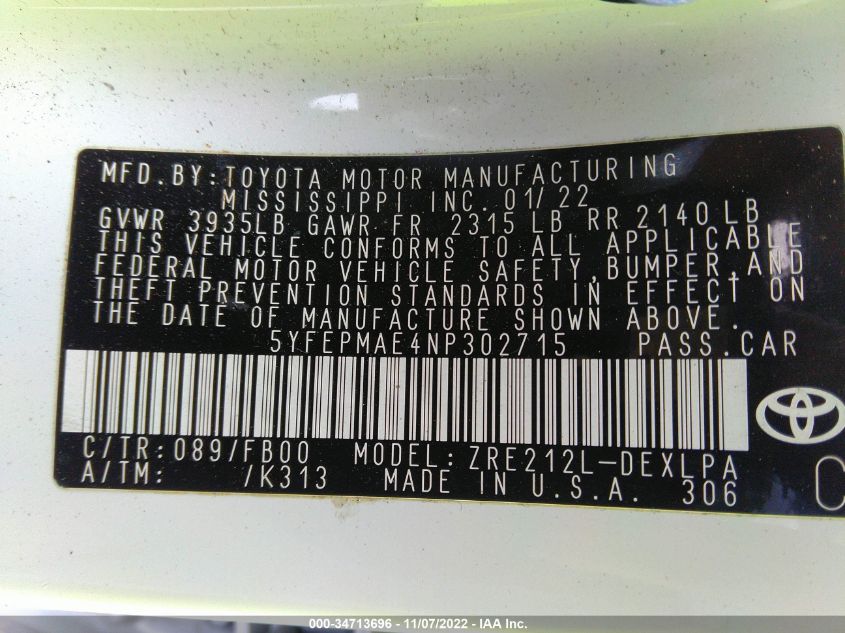 MFD.BY:TOYOTA MOTOR MANUFACTURING
MISSISSIPPI INC. 01/22
GVWR 3935LB GAWR FR 2315 LB RR 2140 LB
THIS VEHICLE CONFORMS TO ALL APPLICABLE
FEDERAL MOTOR VEHICLE SAFETY,BUMPER,AND
THEFT PREVENTION STANDARDS IN EFFECT ON
THE DATE OF MANUFACTURE SHOWN ABOVE.
5YFEPMAE4NP302715 PASS.CAR
C/TR:089/FB00 MODEL:ZRE212L-DEXLPA
A/TM: /K313 MADE IN U.S.A. 306 C
000-34713696 - 11/07/2022 - IAA Inc.